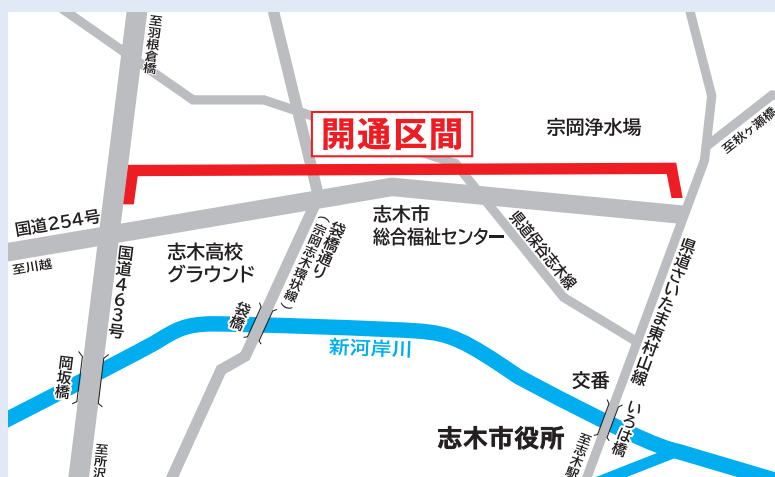 至羽根倉橋
開通区間
宗岡浄水場
至秋ヶ瀬橋
国道254号
至川越
国道463号
志木高校
グラウンド
袋橋通り
(宗岡志木環状線)
志木市
総合福祉センター
県道保谷志木線
県道さいたま東村山線
袋橋
新河岸川
岡坂橋
交番
いろは橋
志木市役所
至志木駅
至所沢